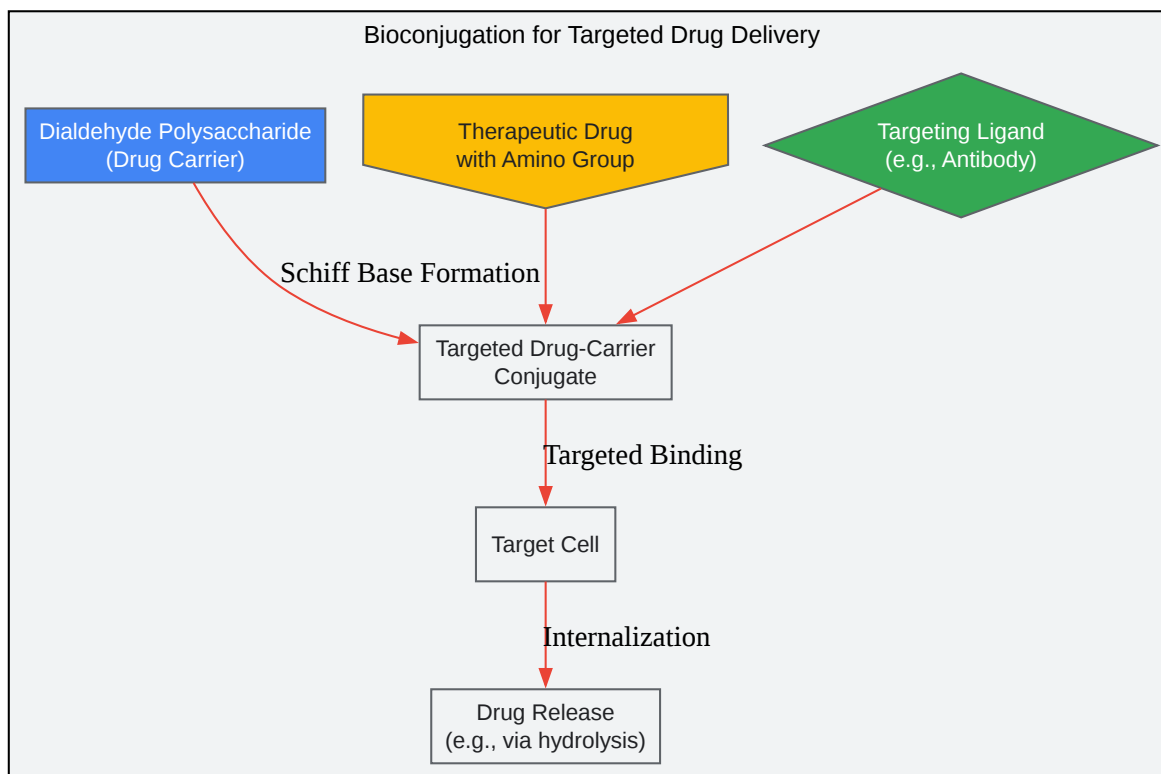 Bioconjugation for Targeted Drug Delivery
Dialdehyde Polysaccharide
(Drug Carrier)
Therapeutic Drug
with Amino Group
Targeting Ligand
(e.g., Antibody)
Schiff Base Formation
Targeted Drug-Carrier
Conjugate
Targeted Binding
Target Cell
Internalization
Drug Release
(e.g., via hydrolysis)